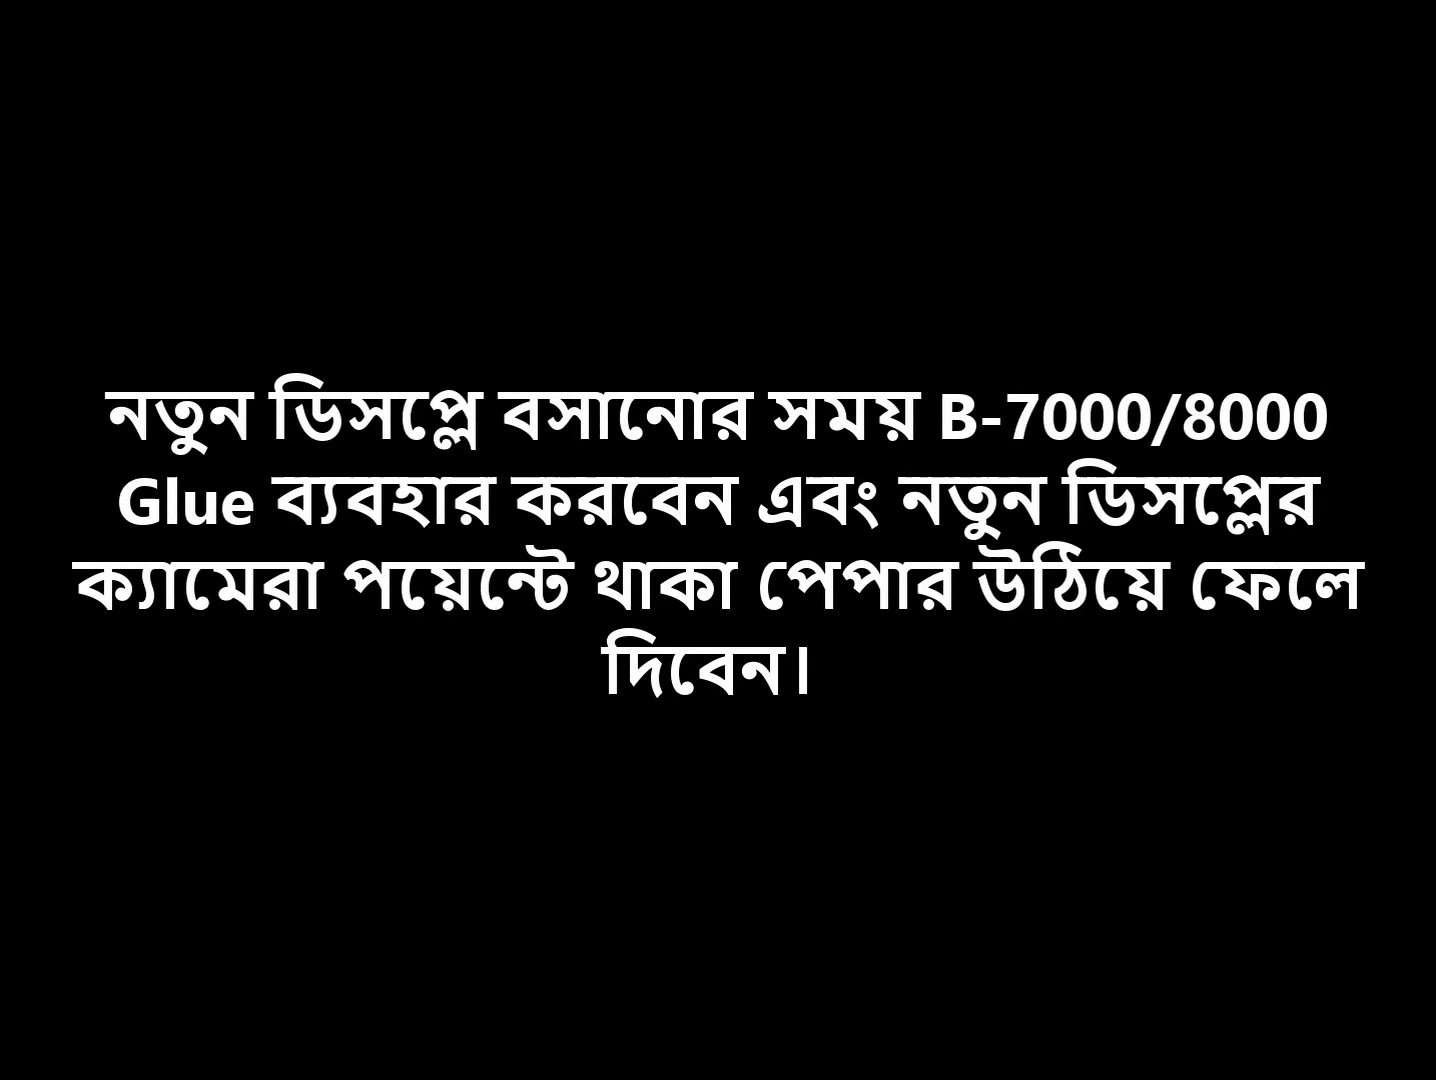 নতুন ডিসপ্লে বসানোর সময় B-7000/8000
Glue ব্যবহার করবেন এবং নতুন ডিসপ্লের
ক্যামেরা পয়েন্টে থাকা পেপার উঠিয়ে ফেলে
দিবেন।